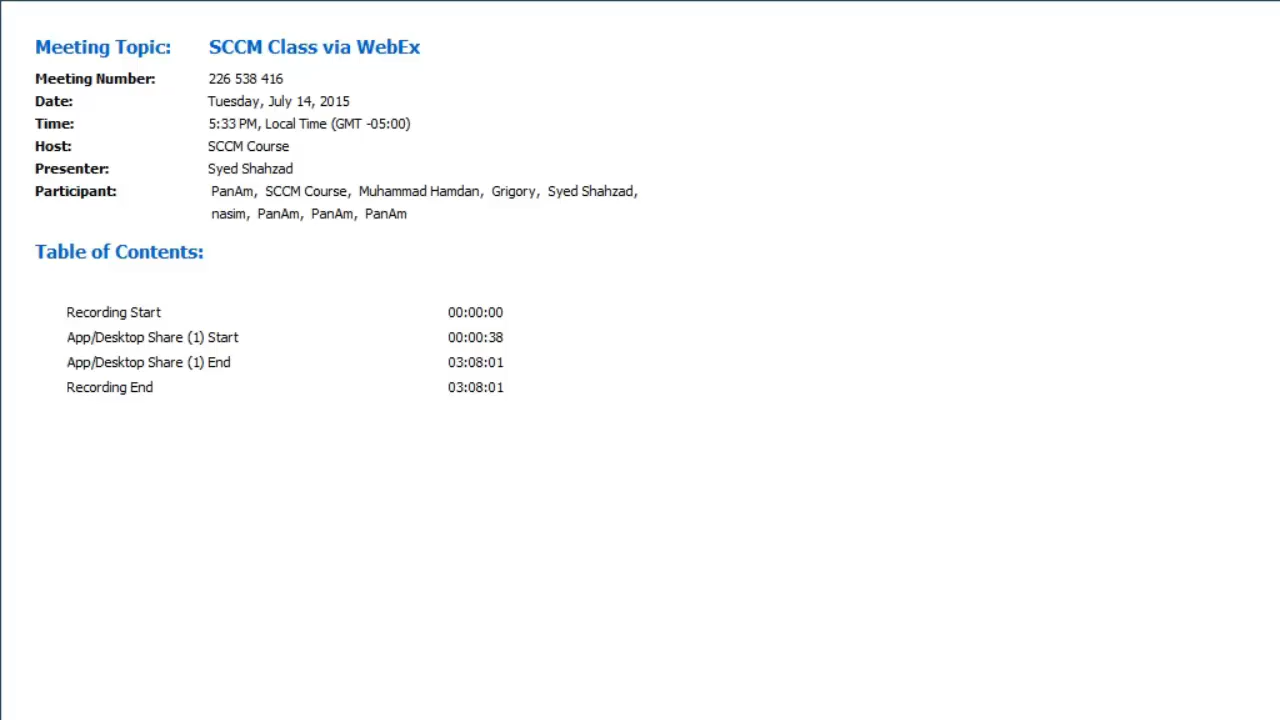 Meeting Topic: SCCM Class via WebEx
Meeting Number: 226 538 416
Date: Tuesday, July 14, 2015
Time: 5:33 PM, Local Time (GMT -05:00)
Host: SCCM Course
Presenter: Syed Shahzad
Participant: PanAm, SCCM Course, Muhammad Hamdan, Grigory, Syed Shahzad,
nasim, PanAm, PanAm, PanAm
Table of Contents:
Recording Start 00:00:00
App/Desktop Share (1) Start 00:00:38
App/Desktop Share (1) End 03:08:01
Recording End 03:08:01